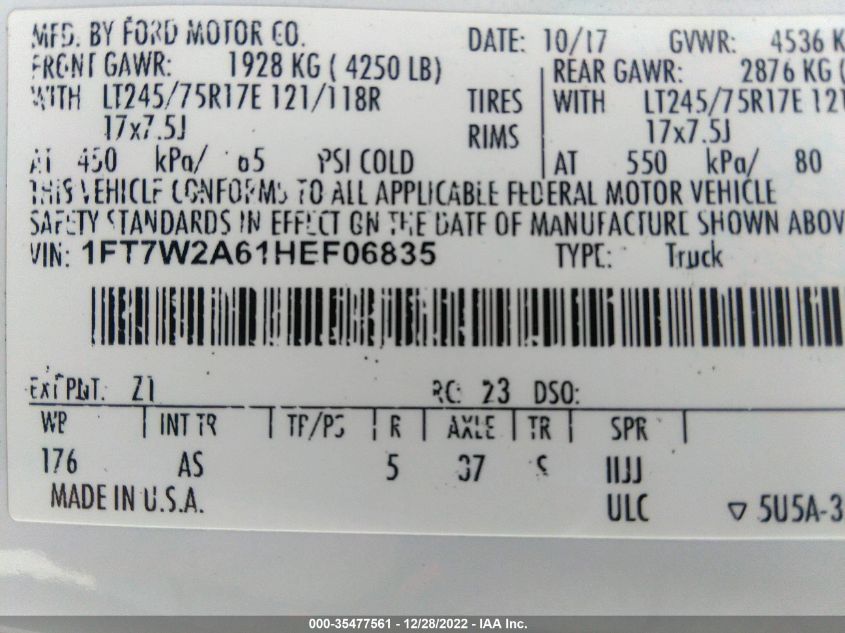 MFD. BY FORD MOTOR CO. DATE: 10/17 GVWR: 4536 K
FRONT GAWR: 1928 KG ( 4250 LB) REAR GAWR: 2876 KG (
WITH LT245/75R17E 121/118R TIRES WITH LT245/75R17E 121
17x7.5J RIMS 17x7.5J
AT 450 kPa/ 65 PSI COLD AT 550 kPa/ 80
THIS VEHICLE CONFORMS TO ALL APPLICABLE FEDERAL MOTOR VEHICLE
SAFETY STANDARDS IN EFFECT ON THE DATE OF MANUFACTURE SHOWN ABOV
VIN: 1FT7W2A61HEF06835 TYPE: Truck
EXT PNT: Z1 RC: 23 DSO:
WB INT TR TP/PS R AXLE TR SPR
176 AS 5 37 S IIJJ
MADE IN U.S.A. ULC ▽ 5U5A-3
000-35477561 - 12/28/2022 - IAA Inc.